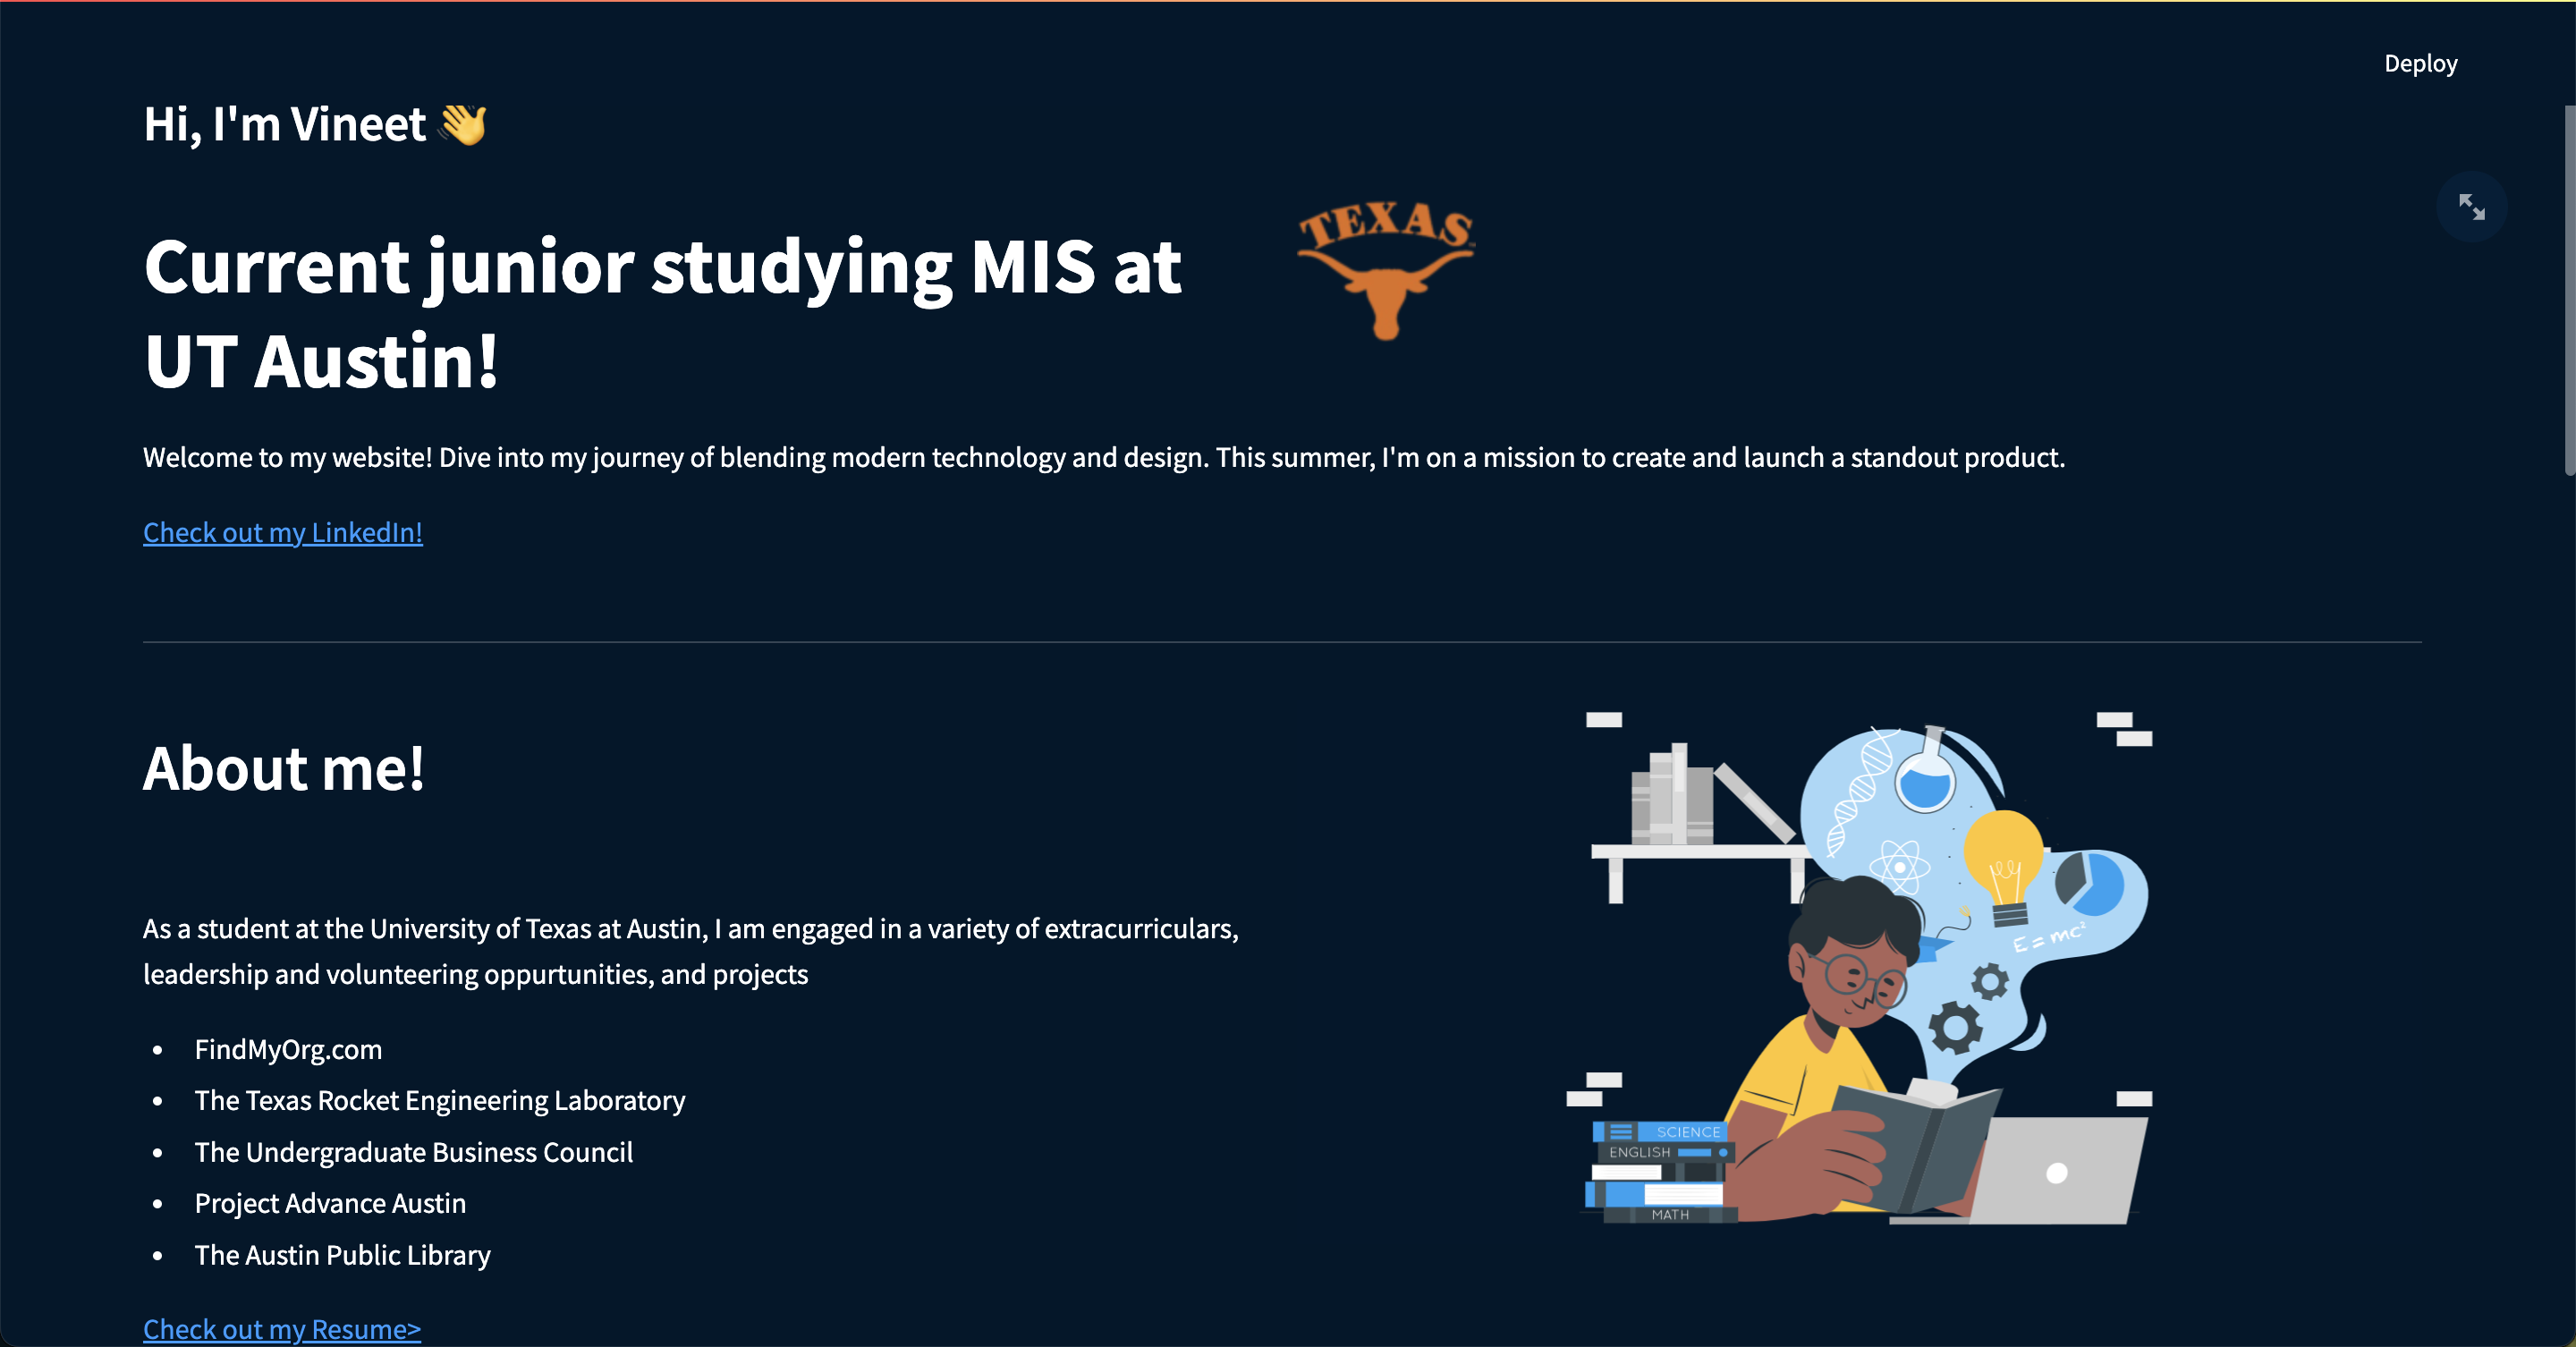 Deploy
Hi, I'm Vineet 👋
TEXAS
Current junior studying MIS at
UT Austin!
Welcome to my website! Dive into my journey of blending modern technology and design. This summer, I'm on a mission to create and launch a standout product.
Check out my LinkedIn!
About me!
As a student at the University of Texas at Austin, I am engaged in a variety of extracurriculars,
leadership and volunteering oppurtunities, and projects
• FindMyOrg.com
• The Texas Rocket Engineering Laboratory
• The Undergraduate Business Council
• Project Advance Austin
• The Austin Public Library
Check out my Resume>
E = mc²
SCIENCE
ENGLISH
MATH